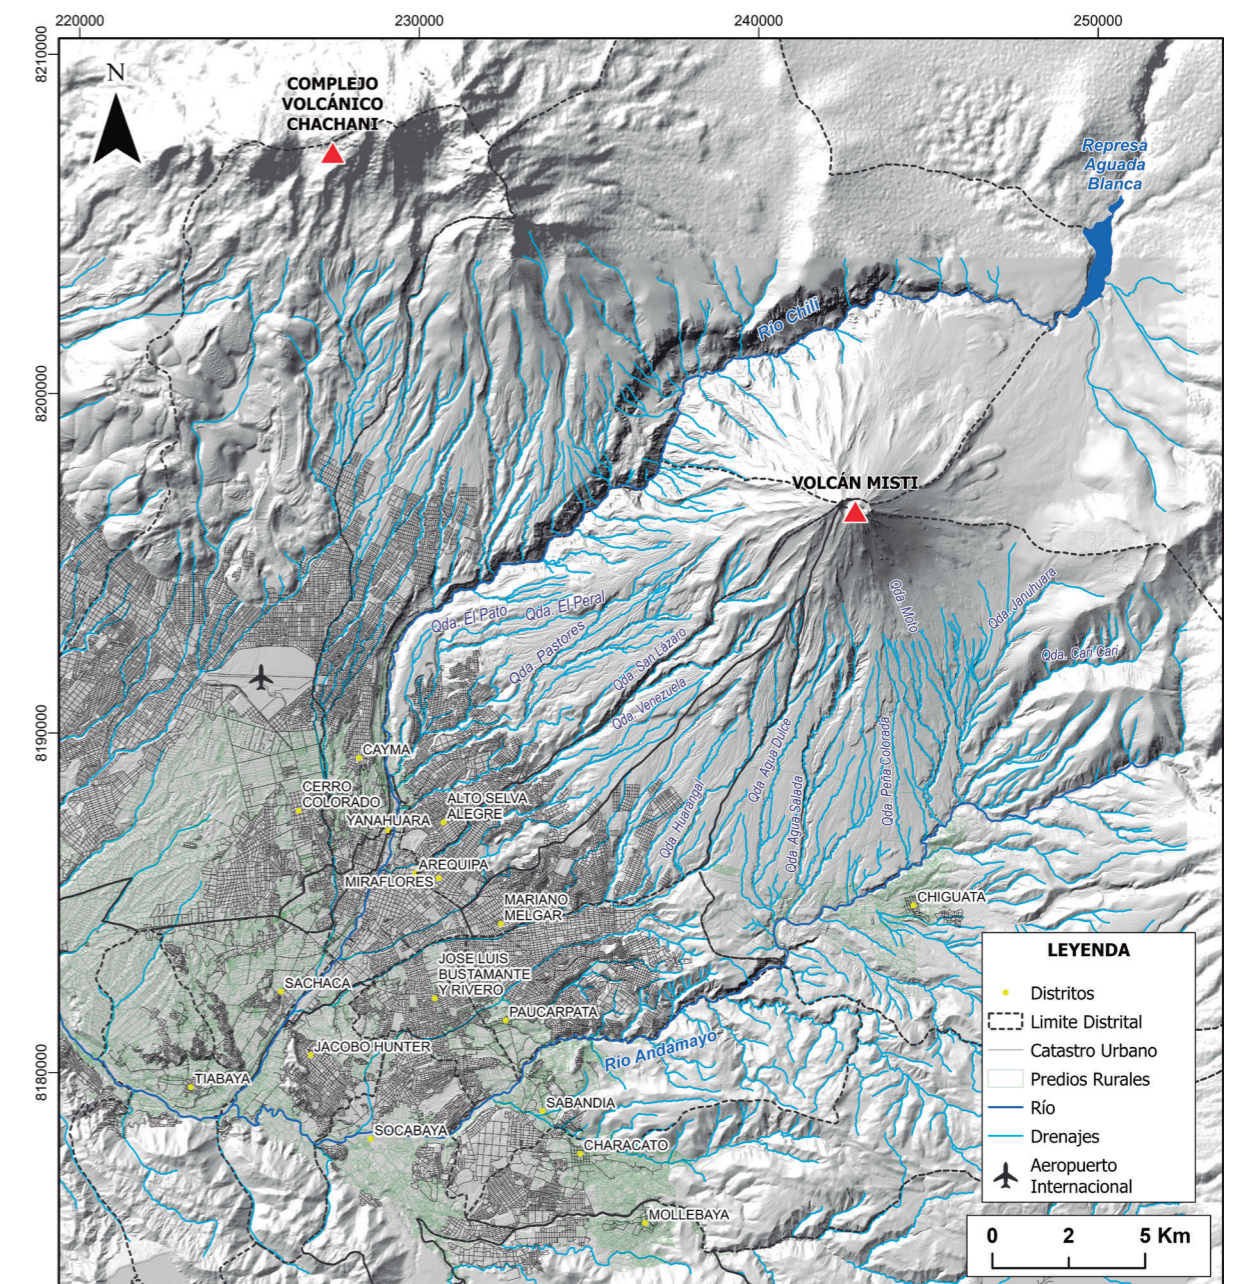 220000
230000
240000
250000
8210000
8200000
8190000
8180000
N
COMPLEJO
VOLCÁNICO
CHACHANI
Represa
Aguada
Blanca
Río Chili
VOLCÁN MISTI
Qda. El Pato
Qda. El Peral
Qda. Pastores
Qda. San Lázaro
Qda. Venezuela
Qda. Moto
Qda. Januhuara
Qda. Cari Cari
Qda. Huarangal
Qda. Agua Dulce
Qda. Agua Salada
Qda. Peña Colorada
CAYMA
CERRO
COLORADO
YANAHUARA
ALTO SELVA
ALEGRE
AREQUIPA
MIRAFLORES
MARIANO
MELGAR
CHIGUATA
JOSE LUIS
BUSTAMANTE
Y RIVERO
SACHACA
PAUCARPATA
JACOBO HUNTER
Río Andamayo
TIABAYA
SABANDIA
SOCABAYA
CHARACATO
MOLLEBAYA
LEYENDA
Distritos
Limite Distrital
Catastro Urbano
Predios Rurales
Río
Drenajes
Aeropuerto
Internacional
0 2 5 Km